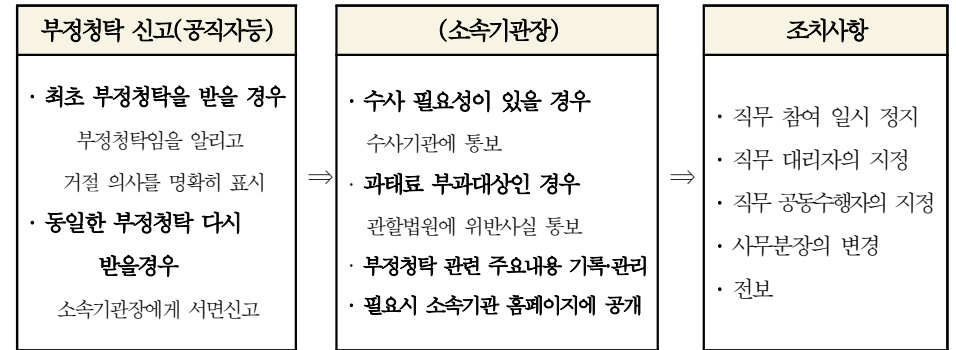 부정청탁 신고(공직자등)
· 최초 부정청탁을 받을 경우
부정청탁임을 알리고
거절 의사를 명확히 표시
· 동일한 부정청탁 다시
받을경우
소속기관장에게 서면신고
⇒
(소속기관장)
· 수사 필요성이 있을 경우
수사기관에 통보
· 과태료 부과대상인 경우
관할법원에 위반사실 통보
· 부정청탁 관련 주요내용 기록·관리
· 필요시 소속기관 홈페이지에 공개
⇒
조치사항
· 직무 참여 일시 정지
· 직무 대리자의 지정
· 직무 공동수행자의 지정
· 사무분장의 변경
· 전보